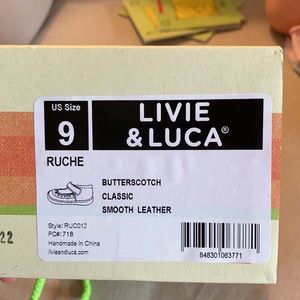 US Size
9
LIVIE
& LUCA®
RUCHE
BUTTERSCOTCH
CLASSIC
SMOOTH LEATHER
Style: RUC012
PO#: 718
Handmade in China
livieandluca.com
848301063771
22